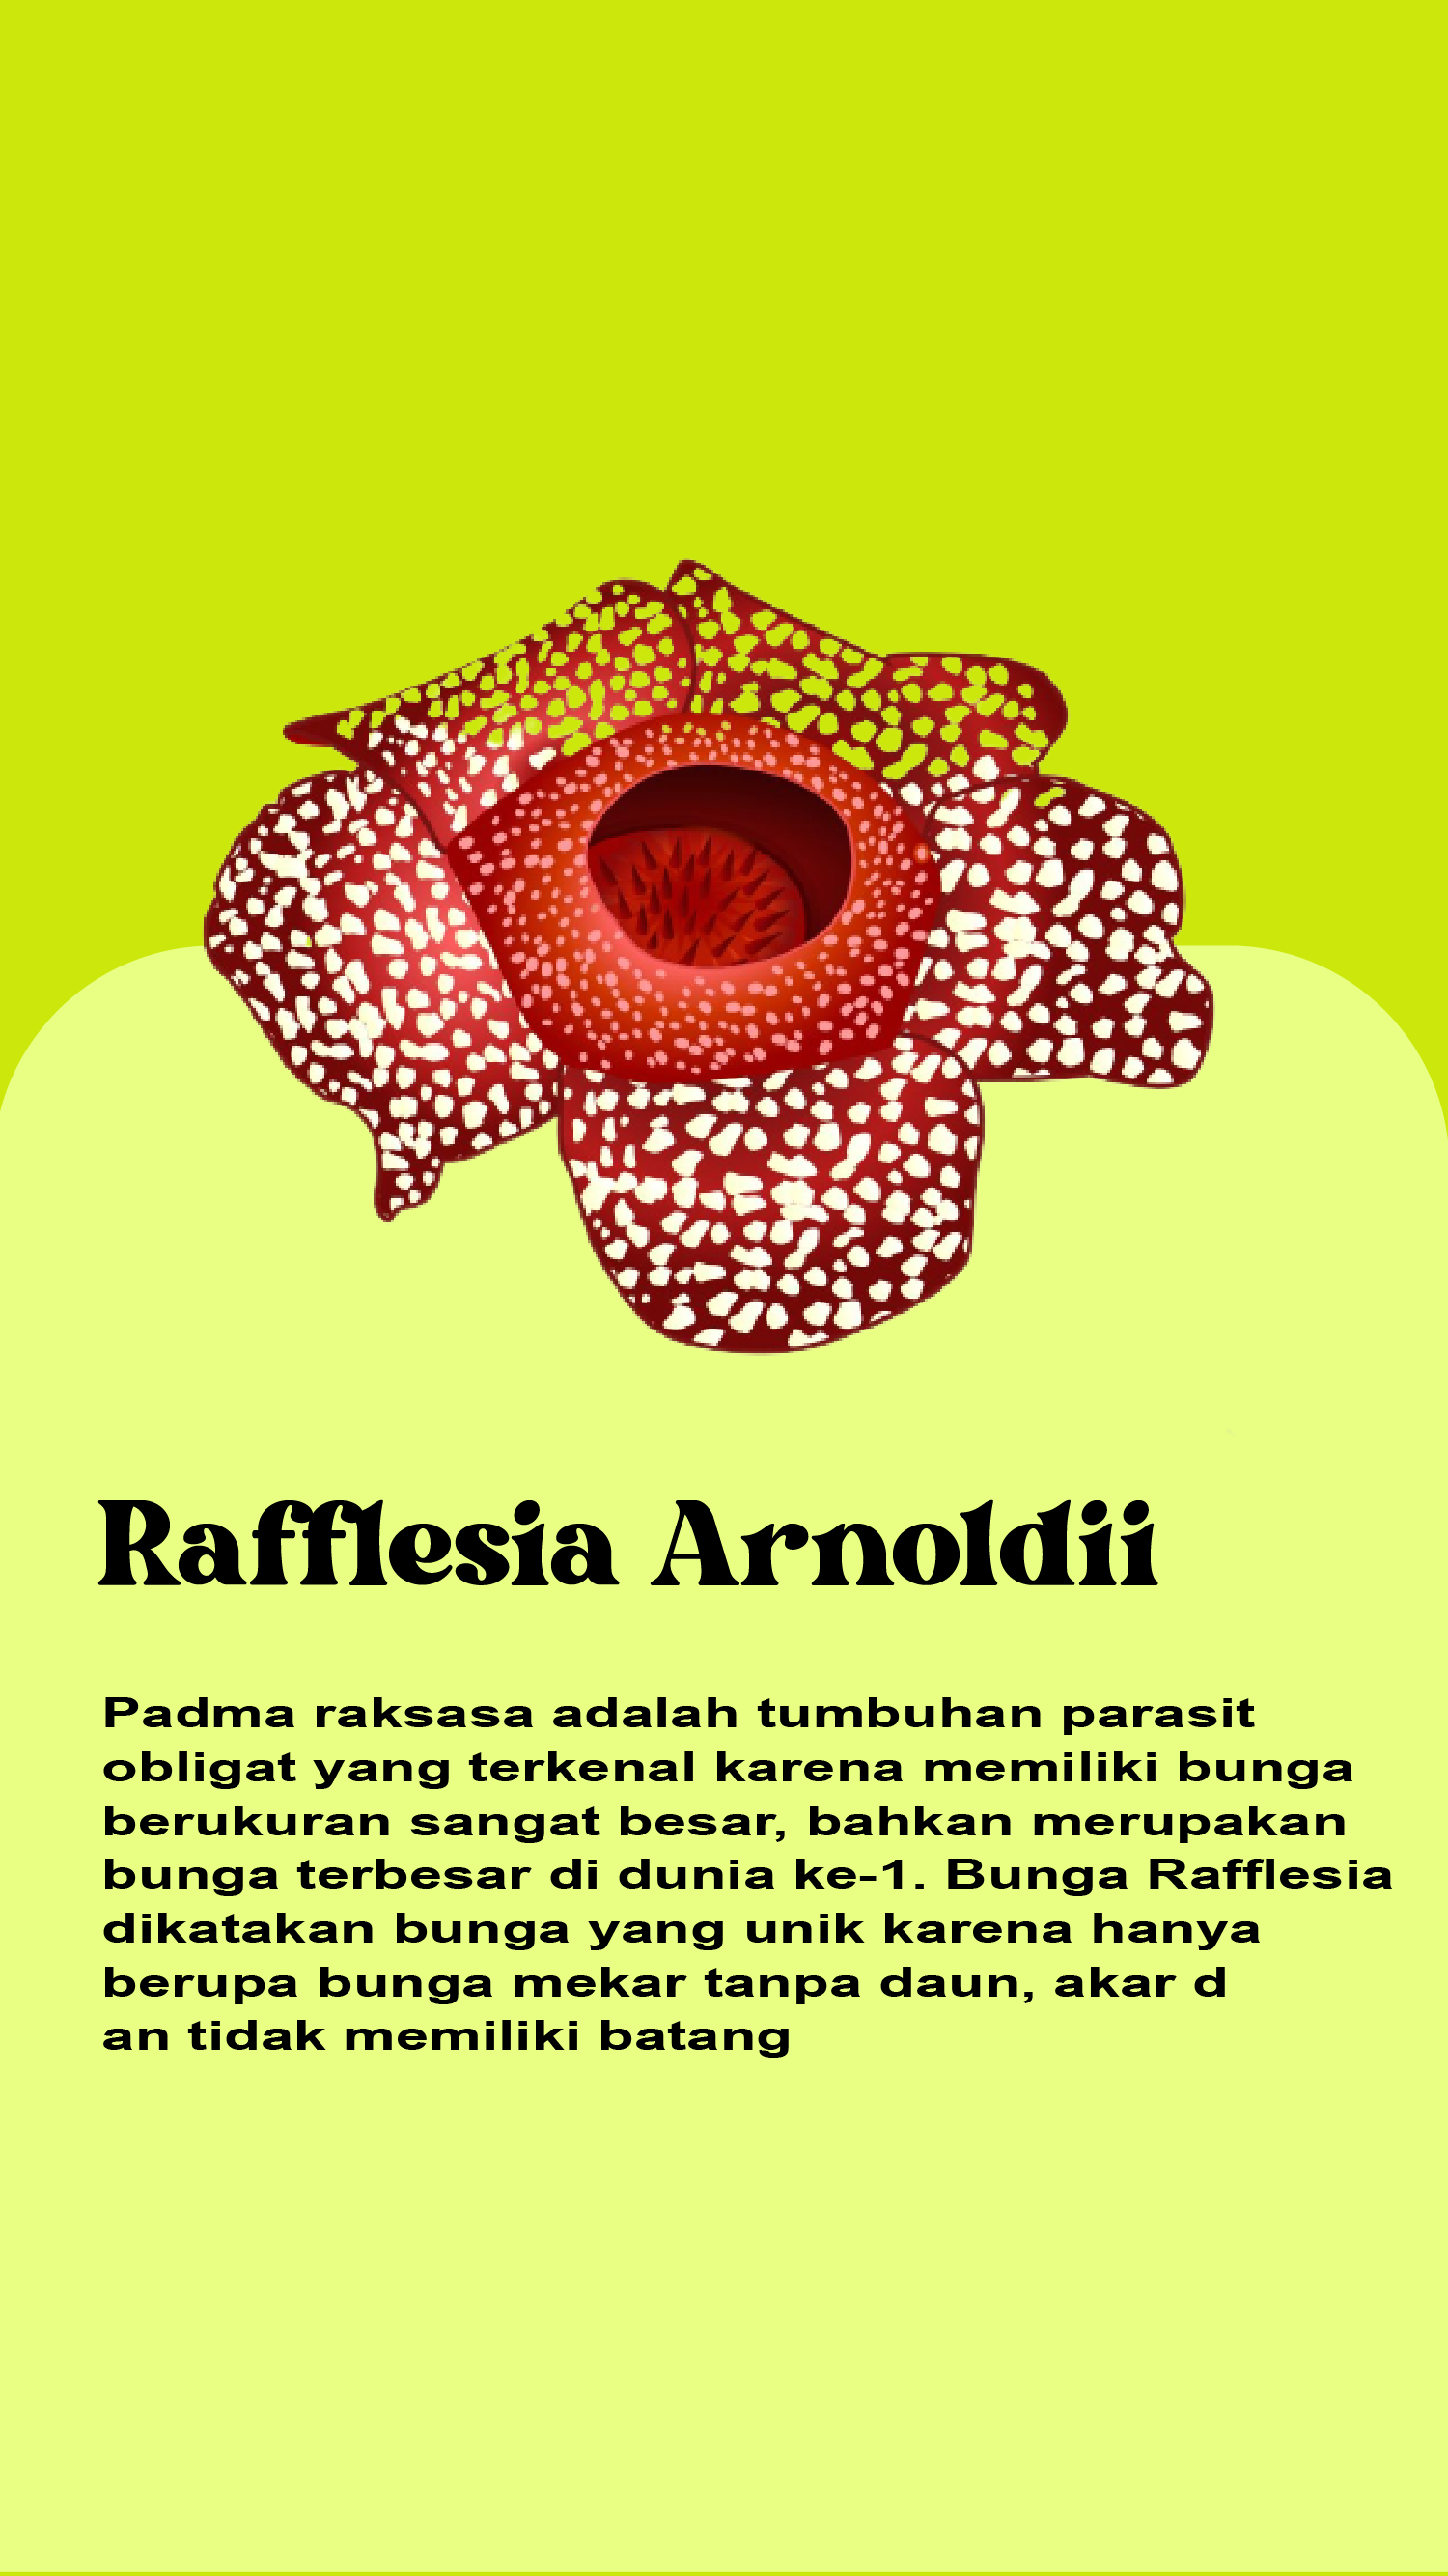 Rafflesia Arnoldii
Padma raksasa adalah tumbuhan parasit
obligat yang terkenal karena memiliki bunga
berukuran sangat besar, bahkan merupakan
bunga terbesar di dunia ke-1. Bunga Rafflesia
dikatakan bunga yang unik karena hanya
berupa bunga mekar tanpa daun, akar d
an tidak memiliki batang